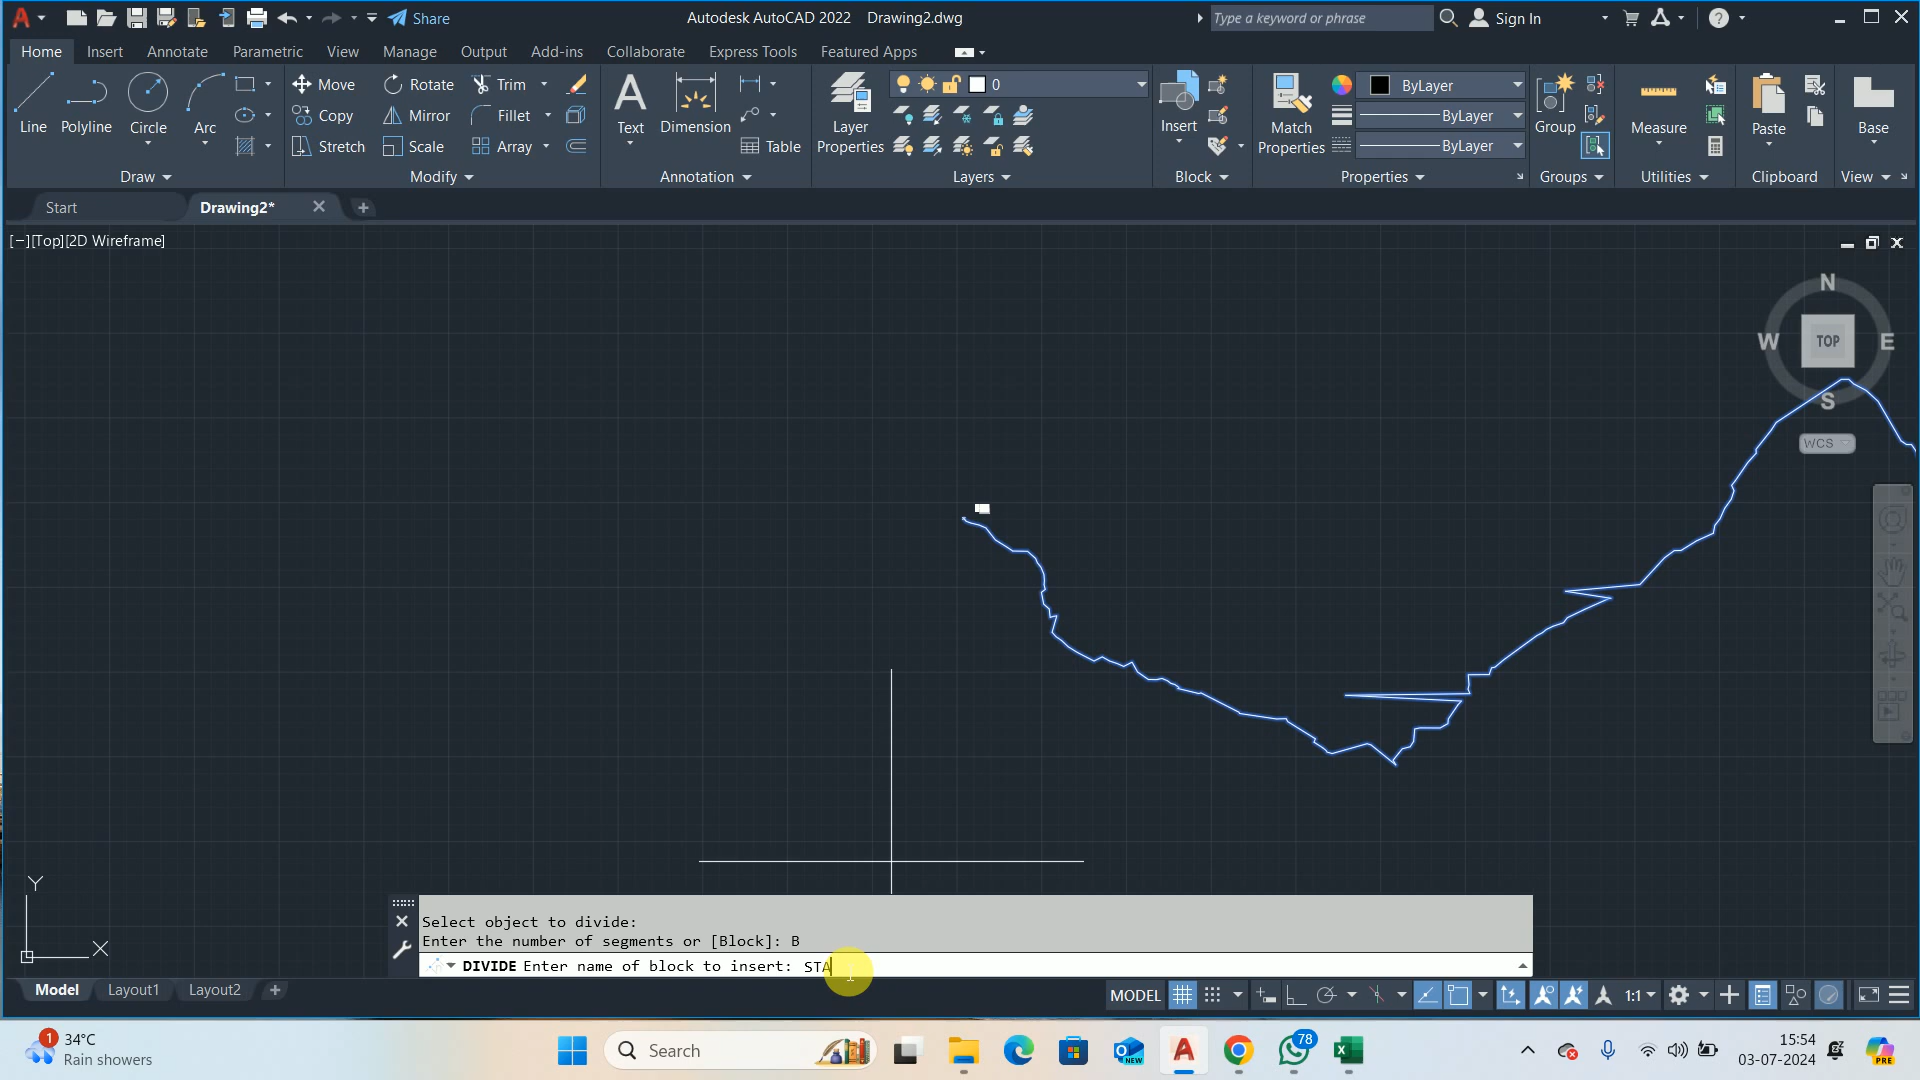 Share
Autodesk AutoCAD 2022 Drawing2.dwg
Type a keyword or phrase
Sign In
Home Insert Annotate Parametric View Manage Output Add-ins Collaborate Express Tools Featured Apps
Line Polyline Circle Arc
Move Rotate Trim
Copy Mirror Fillet
Stretch Scale Array
Text Dimension
Table
Layer Properties
0
Insert
Match Properties
ByLayer
ByLayer
ByLayer
Group
Measure
Paste
Base
Draw Modify Annotation Layers Block Properties Groups Utilities Clipboard View
Start Drawing2*
[−][Top][2D Wireframe]
N
W TOP E
S
WCS
Y
X
Select object to divide:
Enter the number of segments or [Block]: B
DIVIDE Enter name of block to insert: STA
Model Layout1 Layout2
MODEL 1:1
1
34°C
Rain showers
Search
NEW
78
15:54
03-07-2024
PRE